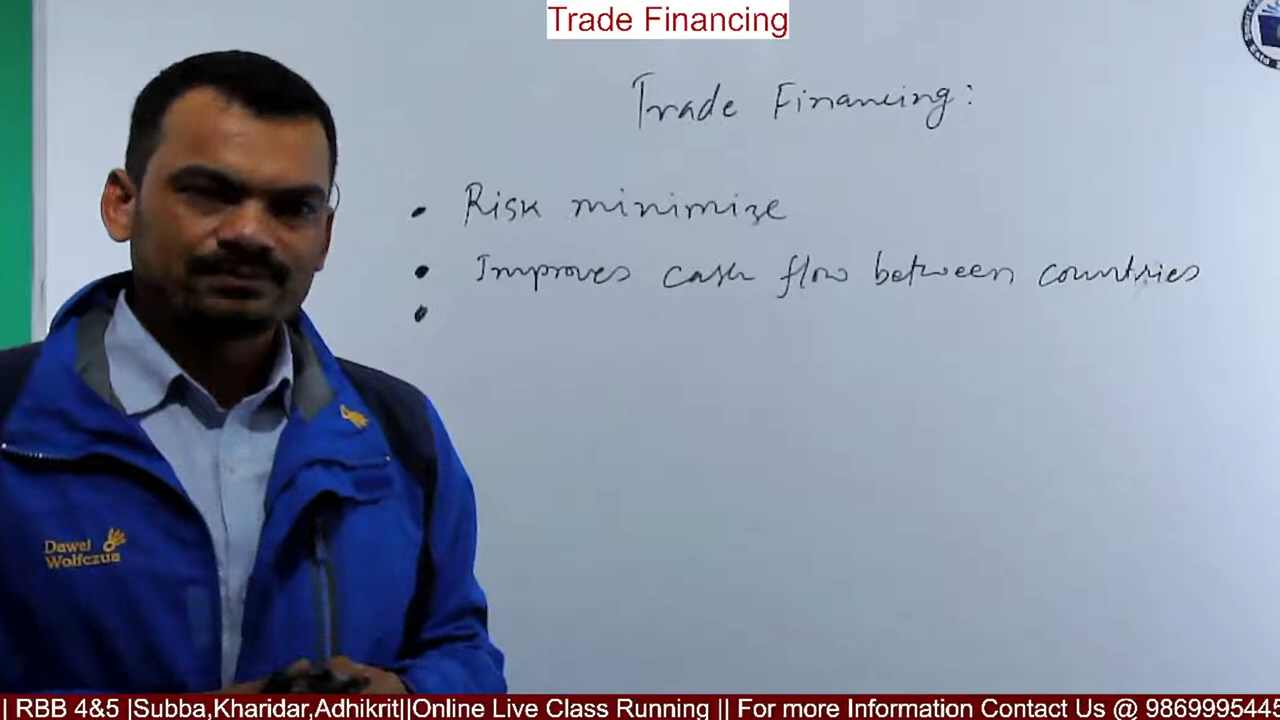 Trade Financing
Trade Financing:
• Risk minimize
• Improves cash flow between countries
•
Dawei
Wolfczua
| RBB 4&5 |Subba,Kharidar,Adhikrit||Online Live Class Running || For more Information Contact Us @ 9869995445